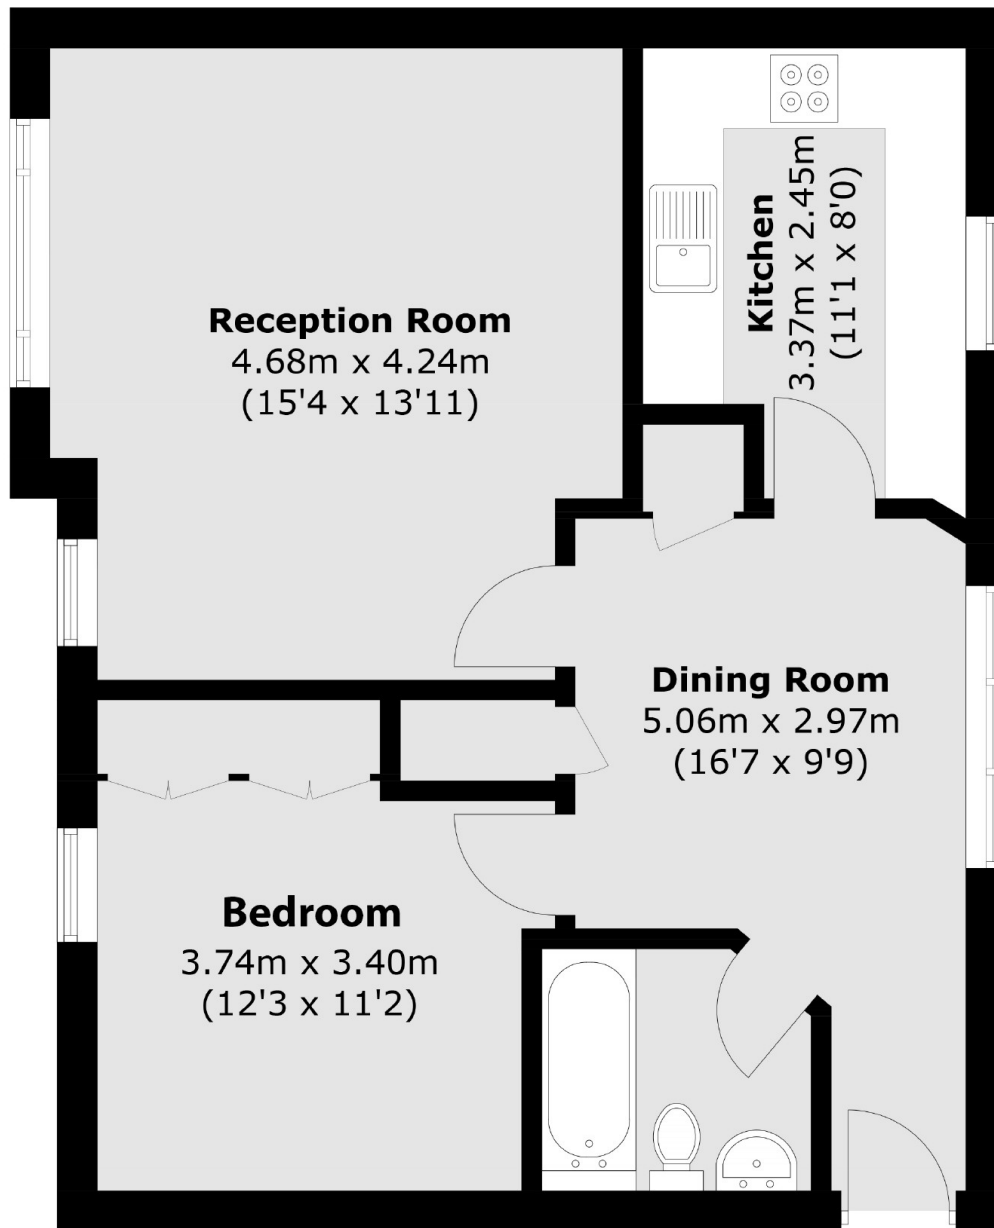 Reception Room
4.68m x 4.24m
(15'4 x 13'11)
Kitchen
3.37m x 2.45m
(11'1 x 8'0)
Dining Room
5.06m x 2.97m
(16'7 x 9'9)
Bedroom
3.74m x 3.40m
(12'3 x 11'2)